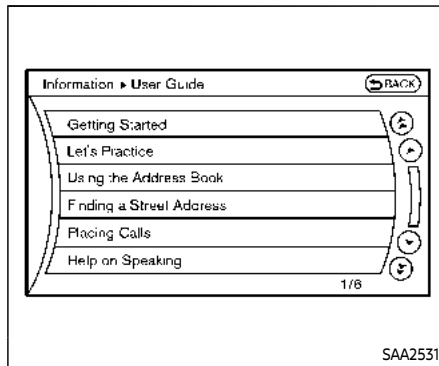 Information ▸ User Guide BACK
Getting Started
Let's Practice
Using the Address Book
Finding a Street Address
Placing Calls
Help on Speaking
1/6
SAA2531